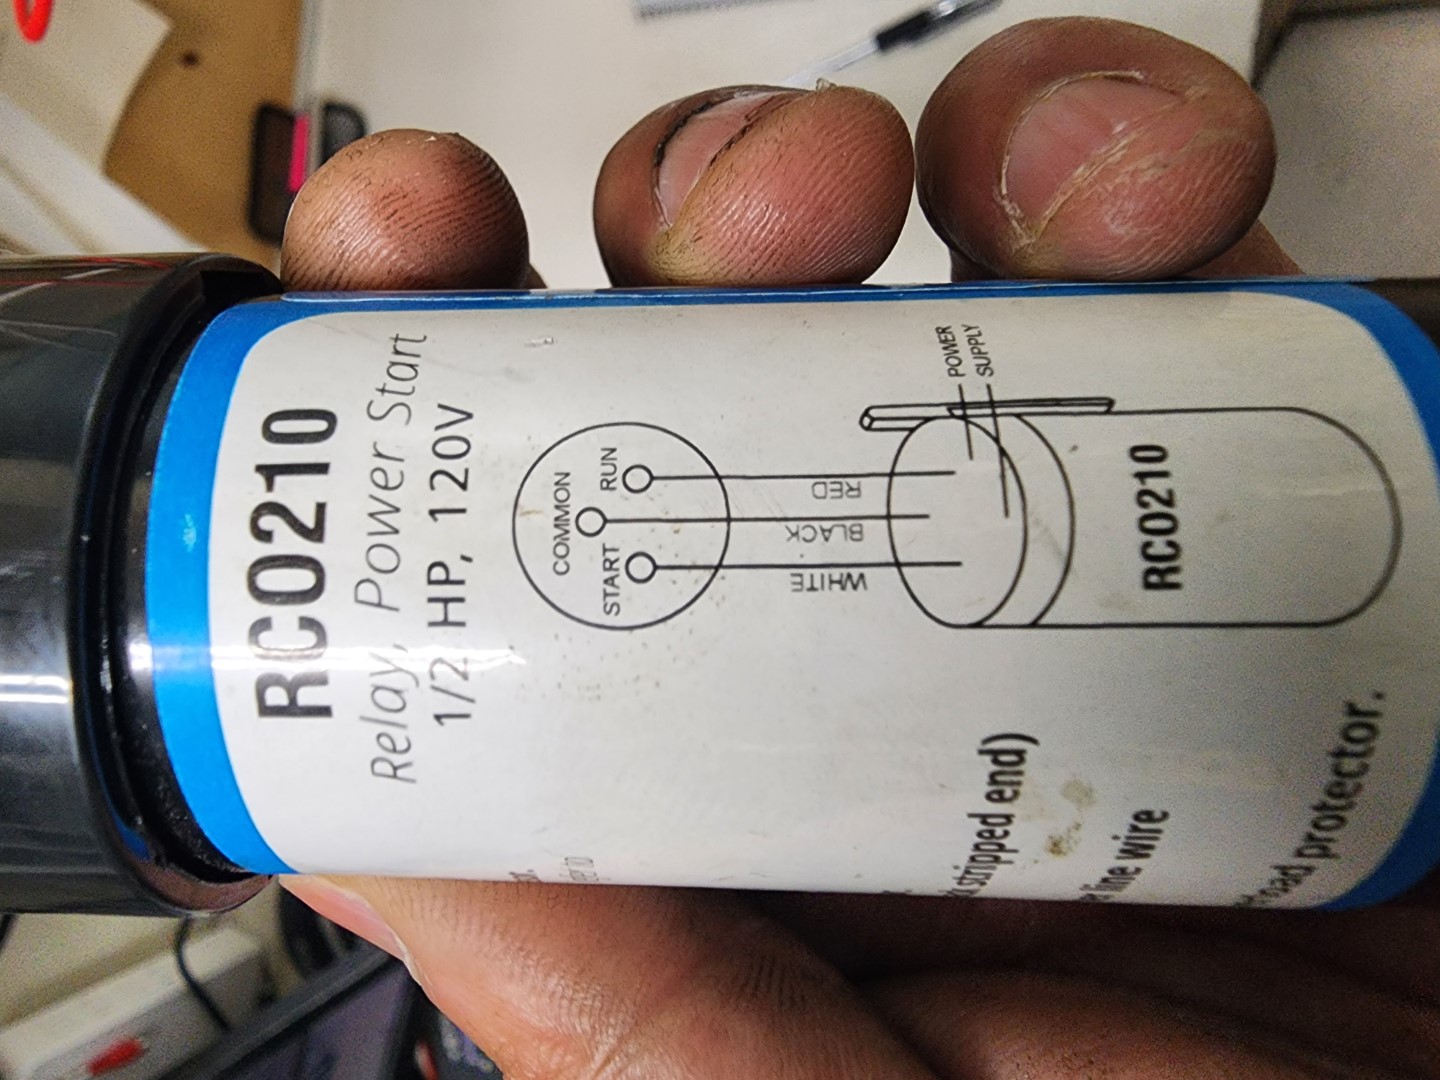 RCO210
Relay, Power Start
1/2 HP, 120V
COMMON
START RUN
WHITE
BLACK
RED
POWER
SUPPLY
RCO210
stripped end)
line wire
protector.